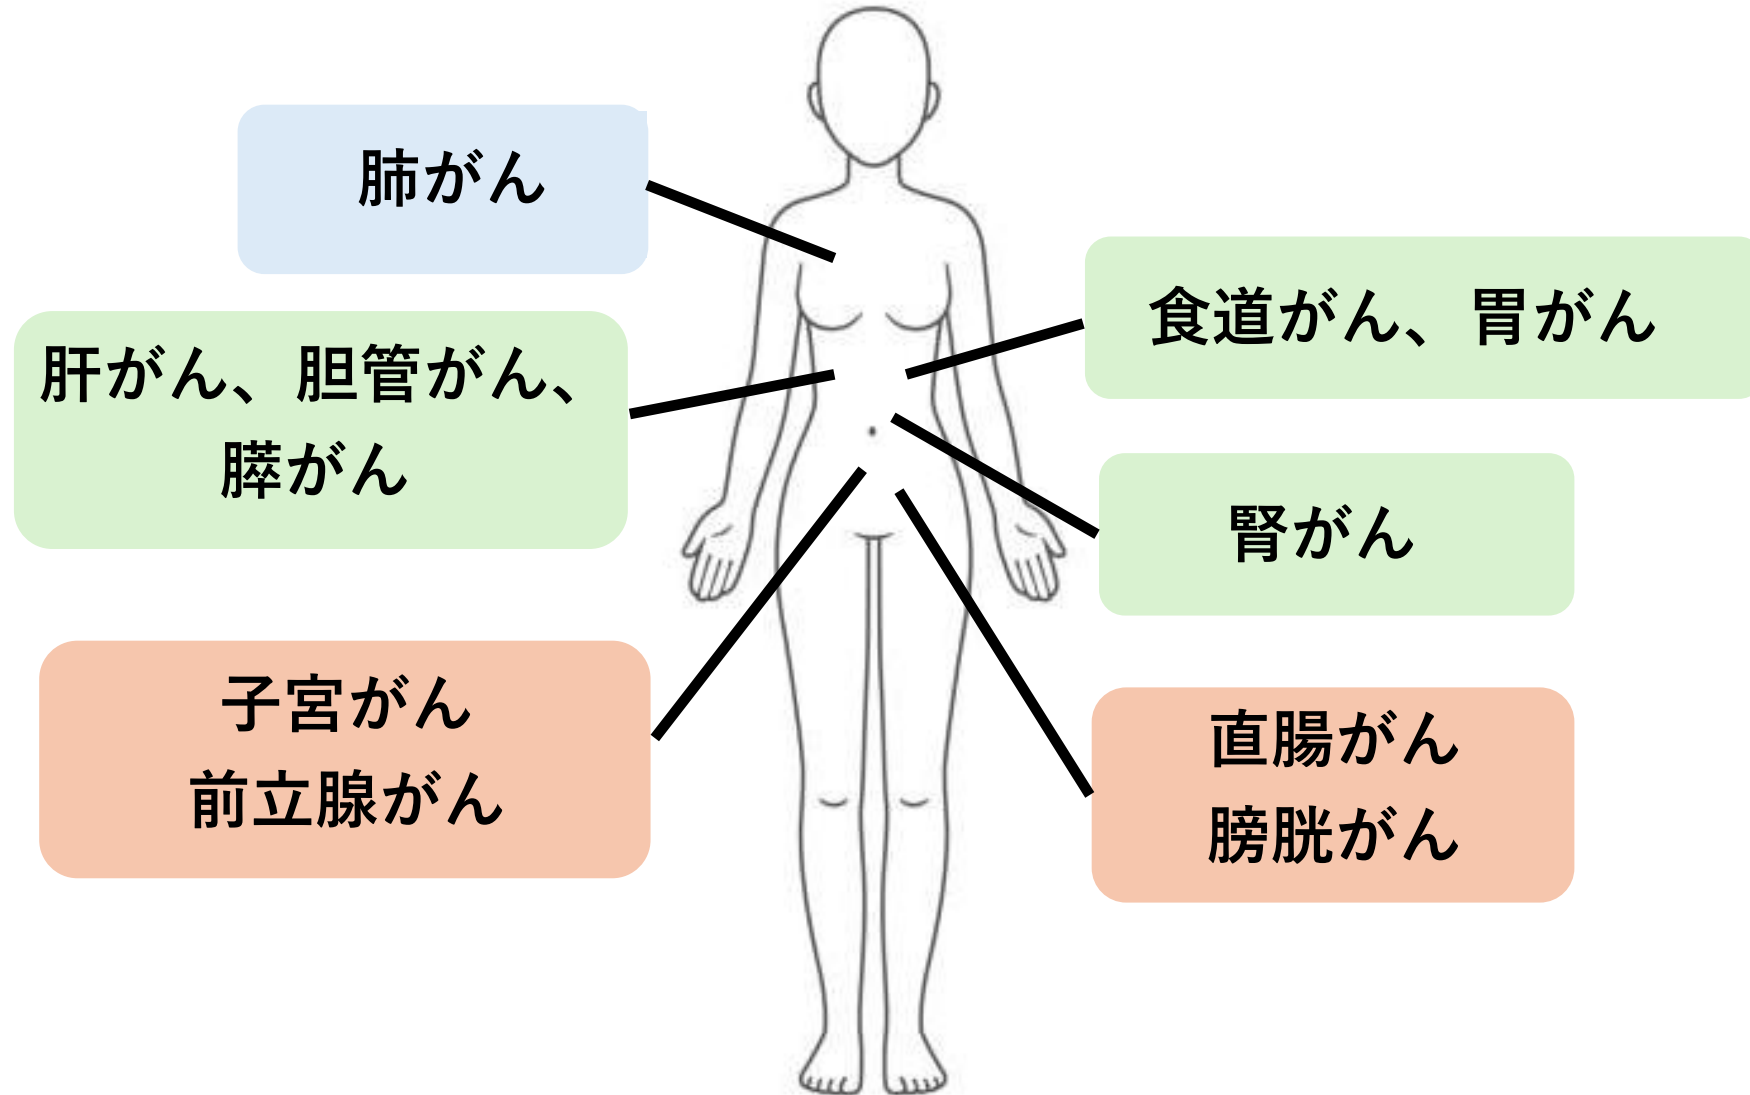 肺がん
食道がん、胃がん
肝がん、胆管がん、
膵がん
腎がん
子宮がん
前立腺がん
直腸がん
膀胱がん